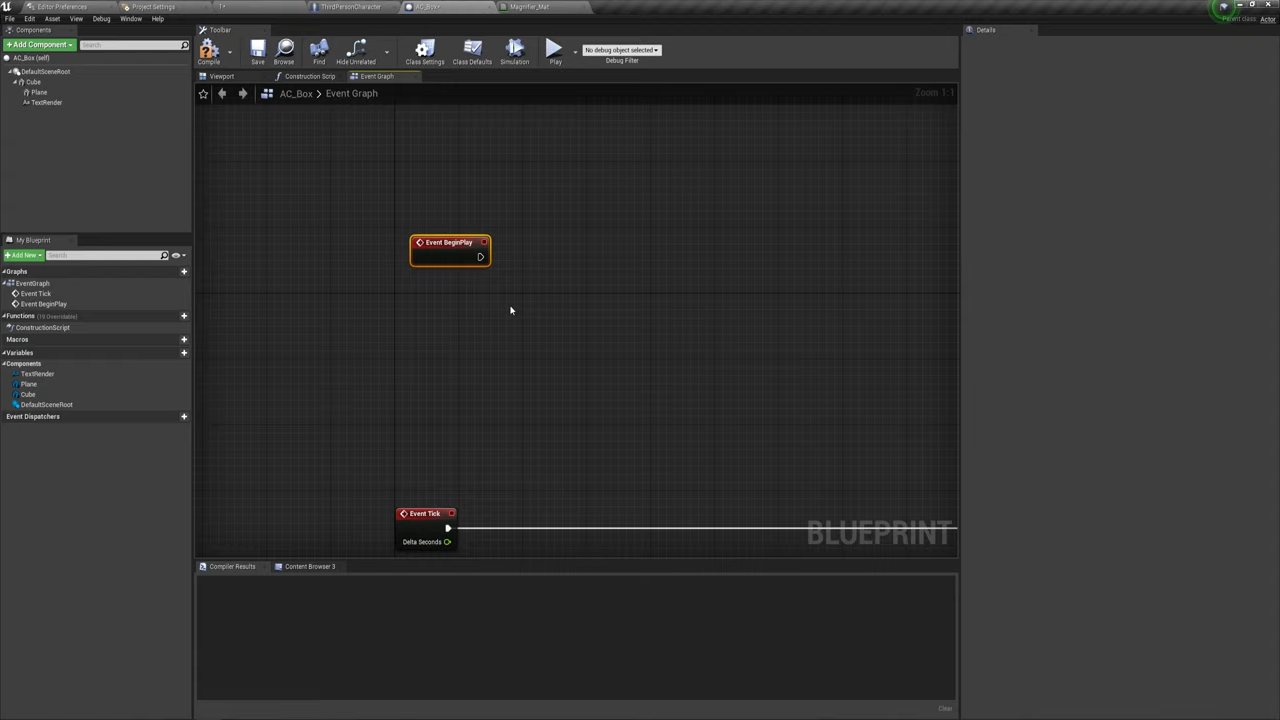 Editor Preferences
Project Settings
1*
ThirdPersonCharacter
AC_Box*
Magnifier_Mat
File
Edit
Asset
View
Debug
Window
Help
Parent class: Actor
Components
Toolbar
Details
+Add Component
Search
AC_Box (self)
DefaultSceneRoot
Cube
Plane
TextRender
Compile
Save
Browse
Find
Hide Unrelated
Class Settings
Class Defaults
Simulation
Play
No debug object selected
Debug Filter
Viewport
Construction Scrip
Event Graph
AC_Box > Event Graph
Zoom 1:1
Event BeginPlay
Event Tick
Delta Seconds
BLUEPRINT
My Blueprint
+Add New
Search
Graphs
EventGraph
Event Tick
Event BeginPlay
Functions (19 Overridable)
ConstructionScript
Macros
Variables
Components
TextRender
Plane
Cube
DefaultSceneRoot
Event Dispatchers
Compiler Results
Content Browser 3
Clear